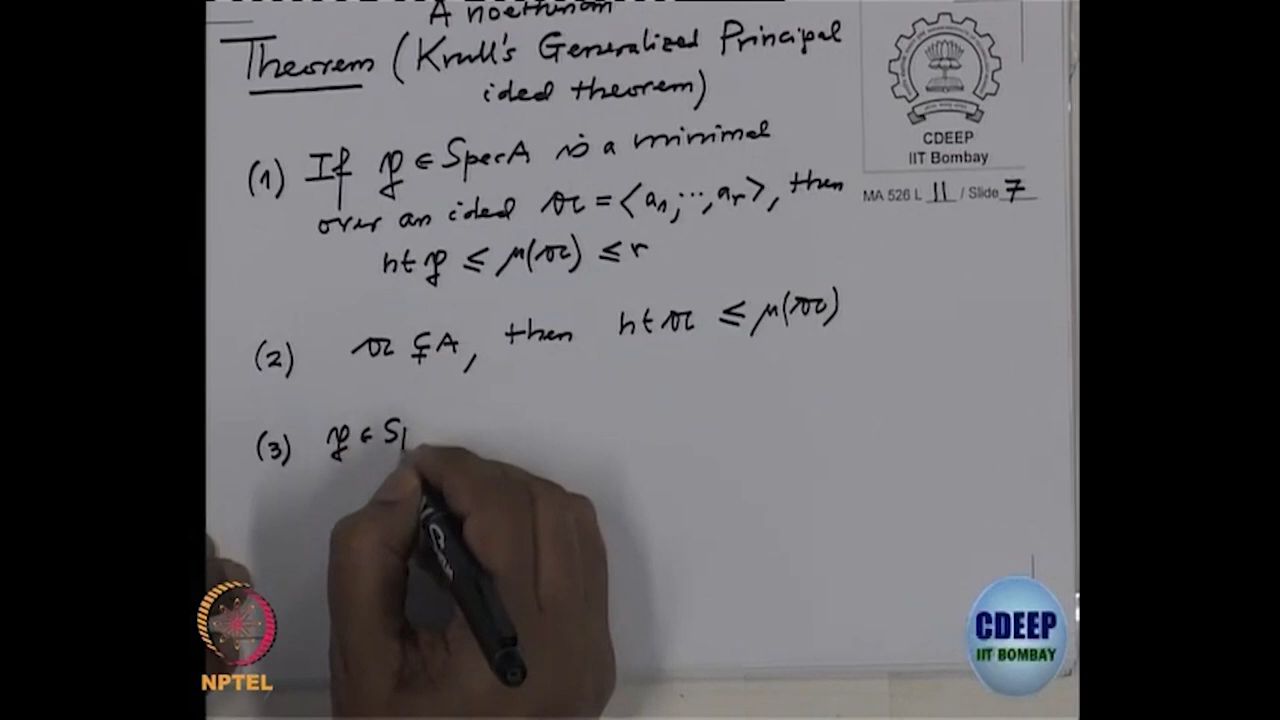 A noetherian
Theorem (Krull's Generalized Principal
ideal theorem)
(1) If 𝔭 ∈ Spec A is a minimal
over an ideal 𝔞 = ⟨a₁, ⋯, aᵣ⟩, then
ht 𝔭 ≤ μ(𝔞) ≤ r
(2) 𝔞 ⊊ A, then ht 𝔞 ≤ μ(𝔞)
(3) 𝔭 ∈ Sp
CDEEP
IIT Bombay
MA 526 L 11 / Slide 7
NPTEL
CDEEP
IIT BOMBAY